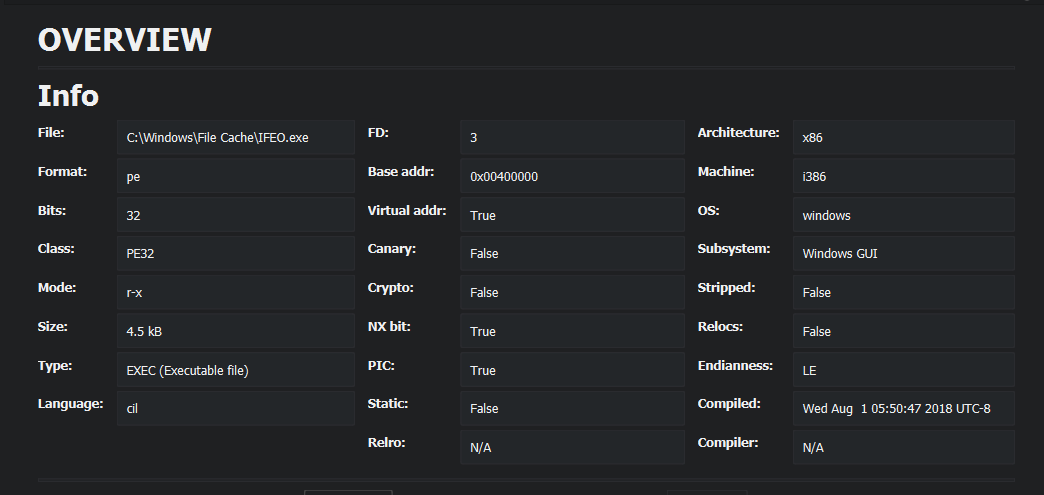 OVERVIEW
Info
File: C:\Windows\File Cache\IFEO.exe FD: 3 Architecture: x86
Format: pe Base addr: 0x00400000 Machine: i386
Bits: 32 Virtual addr: True OS: windows
Class: PE32 Canary: False Subsystem: Windows GUI
Mode: r-x Crypto: False Stripped: False
Size: 4.5 kB NX bit: True Relocs: False
Type: EXEC (Executable file) PIC: True Endianness: LE
Language: cil Static: False Compiled: Wed Aug  1 05:50:47 2018 UTC-8
Relro: N/A Compiler: N/A